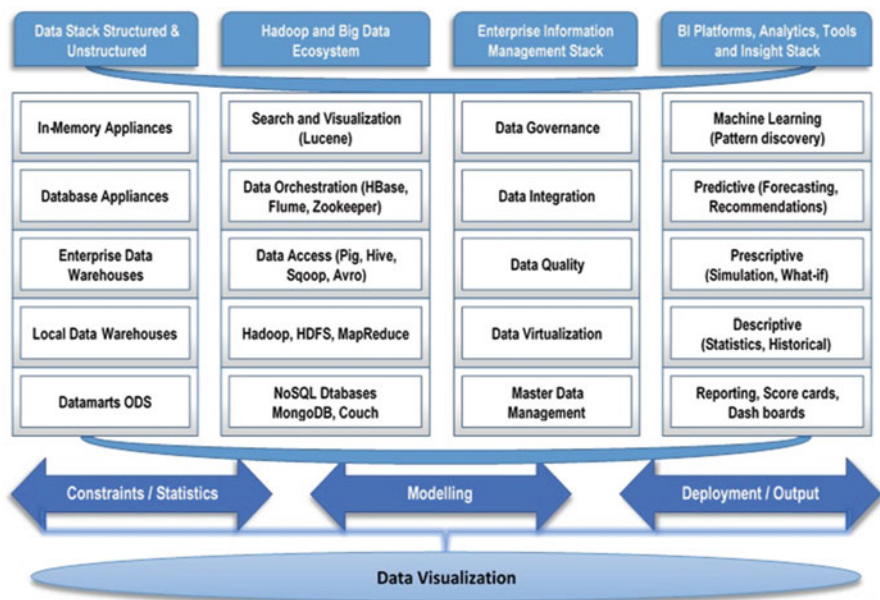 Data Stack Structured &
Unstructured
Hadoop and Big Data
Ecosystem
Enterprise Information
Management Stack
BI Platforms, Analytics, Tools
and Insight Stack
In-Memory Appliances
Database Appliances
Enterprise Data
Warehouses
Local Data Warehouses
Datamarts ODS
Search and Visualization
(Lucene)
Data Orchestration (HBase,
Flume, Zookeeper)
Data Access (Pig, Hive,
Sqoop, Avro)
Hadoop, HDFS, MapReduce
NoSQL Dtabases
MongoDB, Couch
Data Governance
Data Integration
Data Quality
Data Virtualization
Master Data
Management
Machine Learning
(Pattern discovery)
Predictive (Forecasting,
Recommendations)
Prescriptive
(Simulation, What-if)
Descriptive
(Statistics, Historical)
Reporting, Score cards,
Dash boards
Constraints / Statistics
Modelling
Deployment / Output
Data Visualization